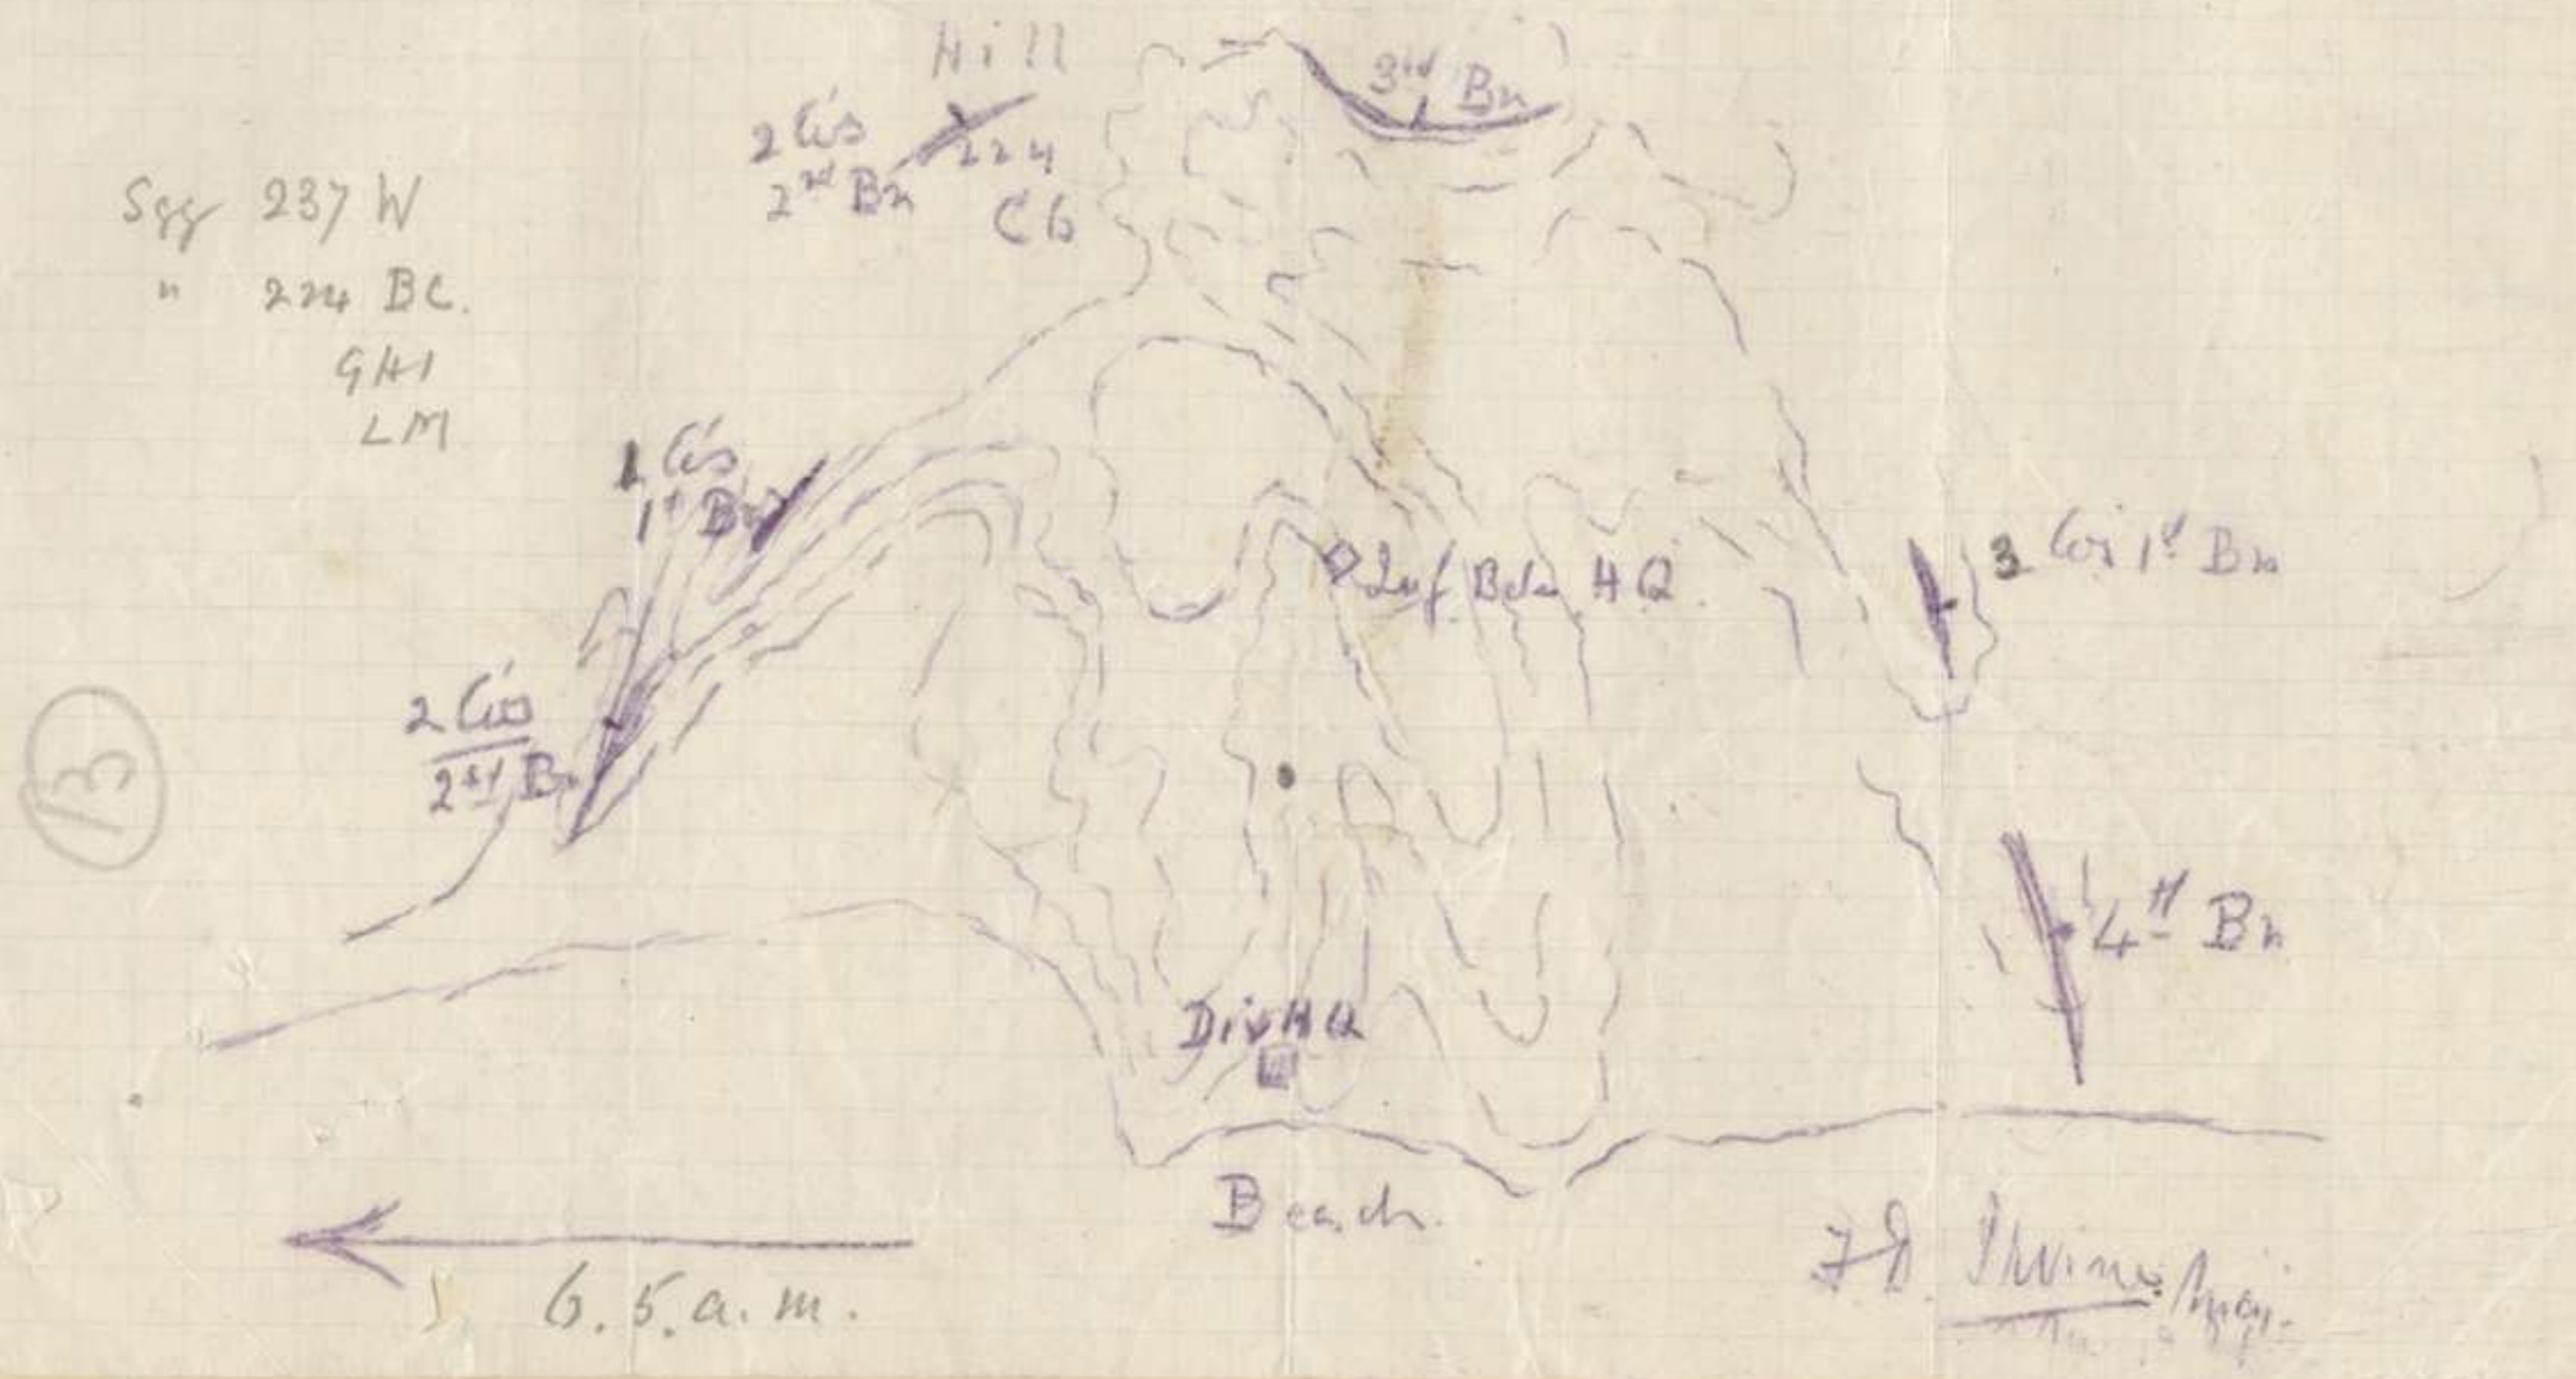 Hill
3rd Bn
2 Cos
2nd Bn
224
C6
Sqq 237 W
" 224 BC.
GHI
LM
1 Cos
1st Bn
Inf. Bde HQ.
3 Cos 1st Bn
2 Cos
2nd Bn
13
4th Bn
Div HQ
Beach.
6.5.a.m.
Irvine Maj.